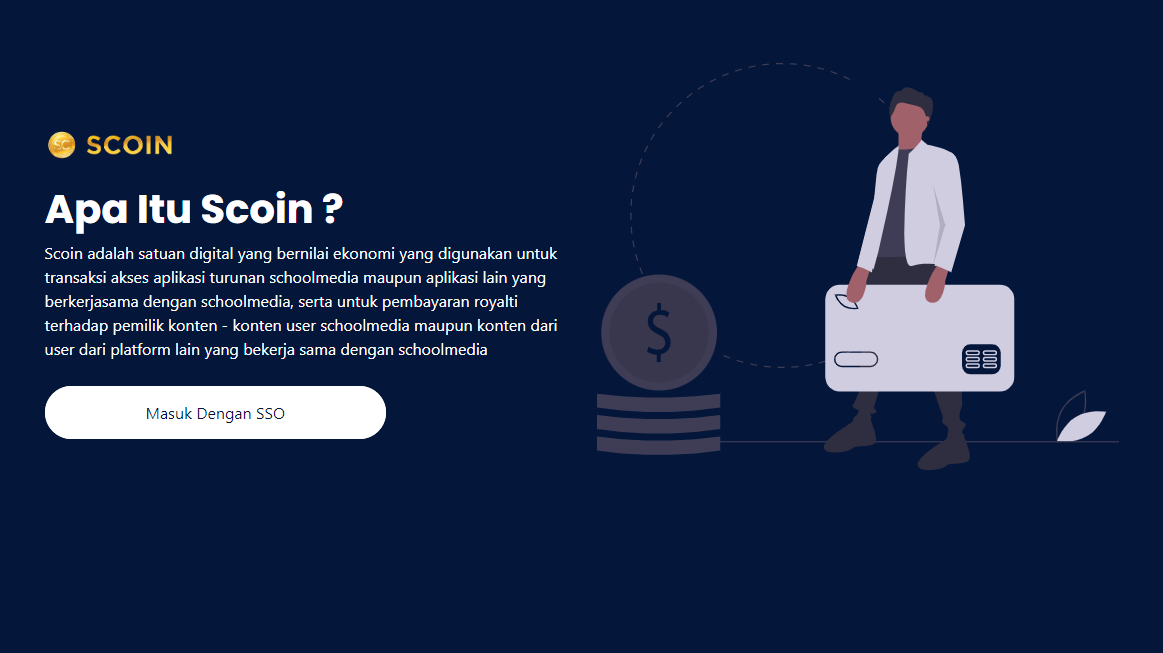 SCOIN
Apa Itu Scoin ?
Scoin adalah satuan digital yang bernilai ekonomi yang digunakan untuk
transaksi akses aplikasi turunan schoolmedia maupun aplikasi lain yang
berkerjasama dengan schoolmedia, serta untuk pembayaran royalti
terhadap pemilik konten - konten user schoolmedia maupun konten dari
user dari platform lain yang bekerja sama dengan schoolmedia
Masuk Dengan SSO
$